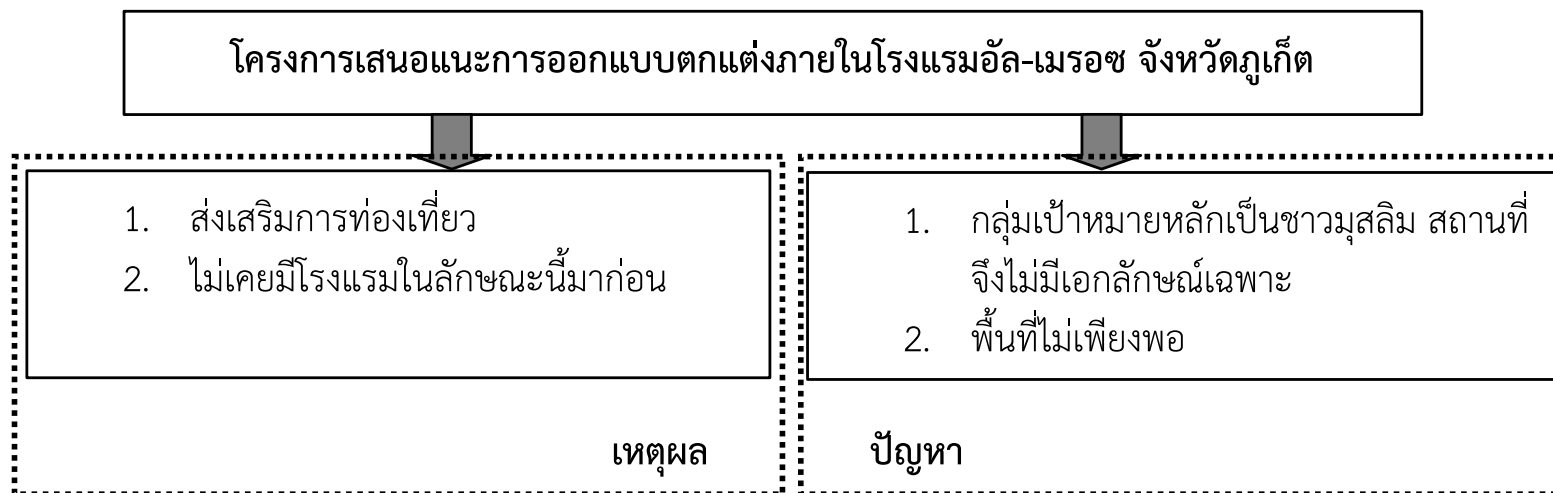 โครงการเสนอแนะการออกแบบตกแต่งภายในโรงแรมอัล-เมรอซ จังหวัดภูเก็ต
1. ส่งเสริมการท่องเที่ยว
2. ไม่เคยมีโรงแรมในลักษณะนี้มาก่อน
เหตุผล
1. กลุ่มเป้าหมายหลักเป็นชาวมุสลิม สถานที่
จึงไม่มีเอกลักษณ์เฉพาะ
2. พื้นที่ไม่เพียงพอ
ปัญหา